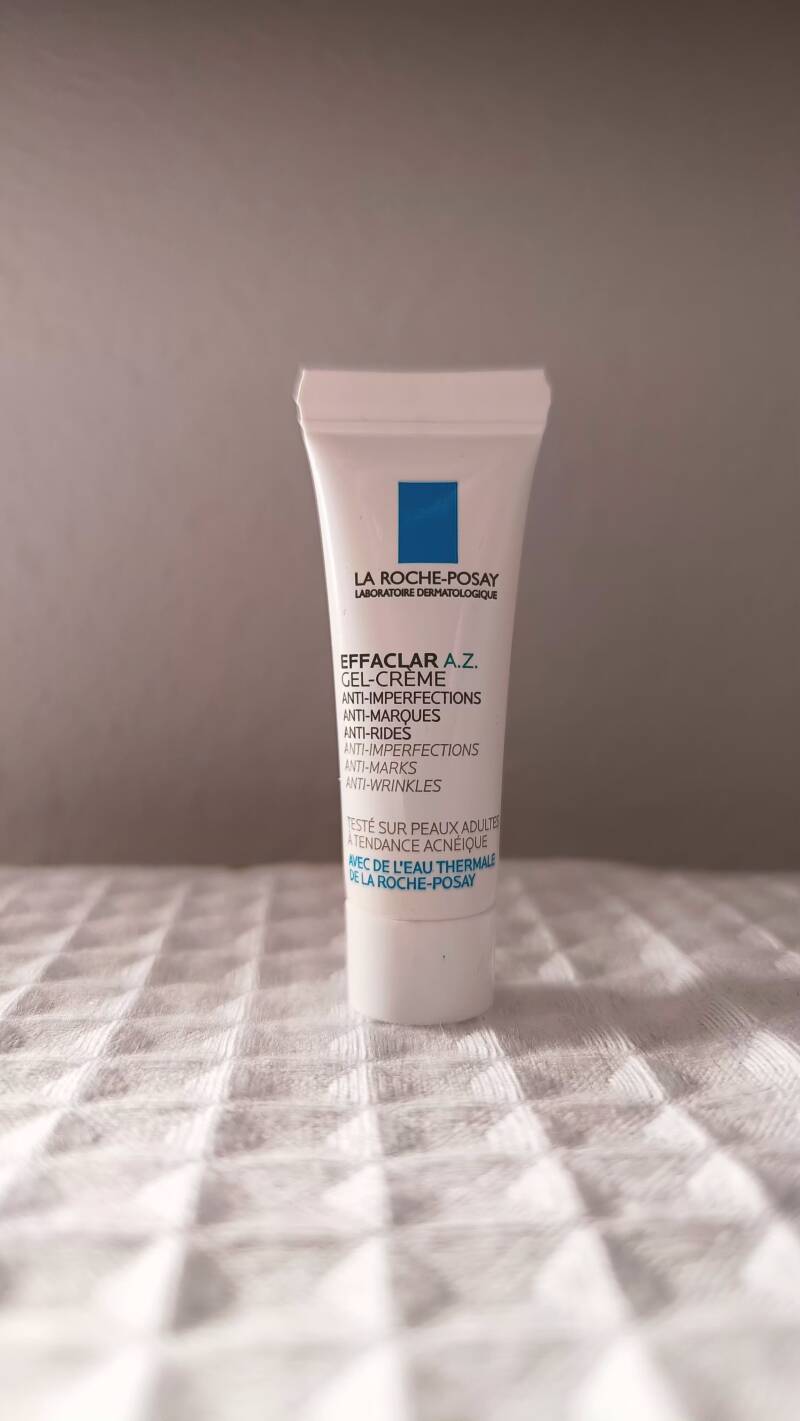 LA ROCHE-POSAY
LABORATOIRE DERMATOLOGIQUE
EFFACLAR A.Z.
GEL-CRÈME
ANTI-IMPERFECTIONS
ANTI-MARQUES
ANTI-RIDES
ANTI-IMPERFECTIONS
ANTI-MARKS
ANTI-WRINKLES
TESTÉ SUR PEAUX ADULTES
À TENDANCE ACNÉIQUE
AVEC DE L'EAU THERMALE
DE LA ROCHE-POSAY